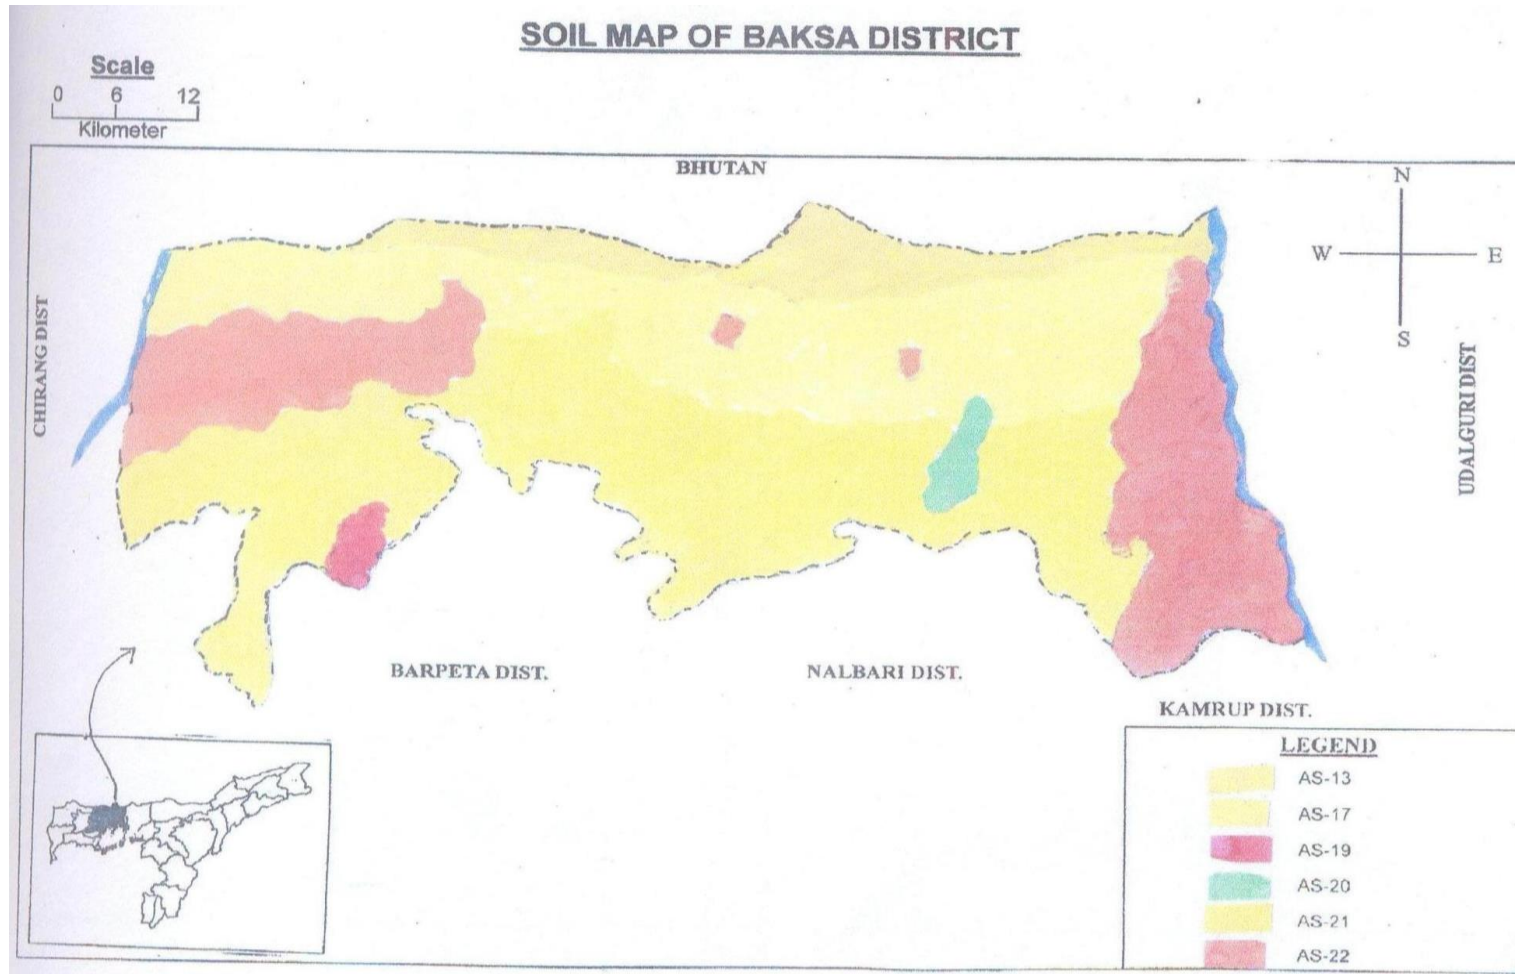 SOIL MAP OF BAKSA DISTRICT
Scale
0 6 12
Kilometer
BHUTAN
N
W E
S
CHIRANG DIST
UDALGURI DIST
BARPETA DIST.
NALBARI DIST.
KAMRUP DIST.
LEGEND
AS-13
AS-17
AS-19
AS-20
AS-21
AS-22